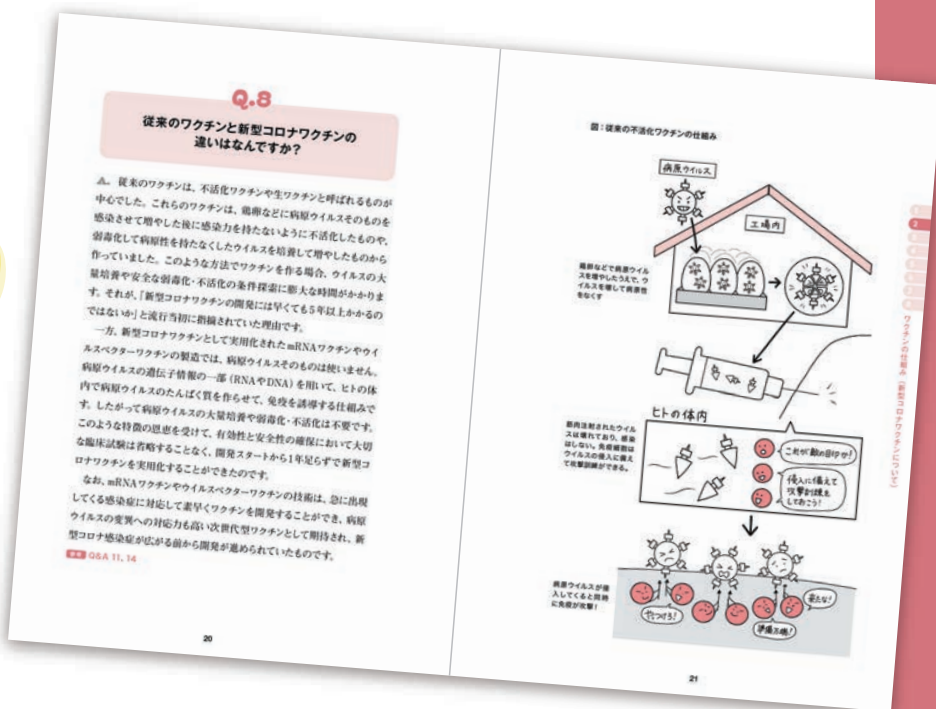 Q.8
従来のワクチンと新型コロナワクチンの
違いはなんですか?
A. 従来のワクチンは、不活化ワクチンや生ワクチンと呼ばれるものが
中心でした。これらのワクチンは、鶏卵などに病原ウイルスそのものを
感染させて増やした後に感染力を持たないように不活化したものや、
弱毒化して病原性を持たなくしたウイルスを培養して増やしたものから
作っていました。このような方法でワクチンを作る場合、ウイルスの大
量培養や安全な弱毒化・不活化の条件探索に膨大な時間がかかりま
す。それが、「新型コロナワクチンの開発には早くても5年以上かかるの
ではないか」と流行当初に指摘されていた理由です。
一方、新型コロナワクチンとして実用化されたmRNAワクチンやウイ
ルスベクターワクチンの製造では、病原ウイルスそのものは使いません。
病原ウイルスの遺伝子情報の一部(RNAやDNA)を用いて、ヒトの体
内で病原ウイルスのたんぱく質を作らせて、免疫を誘導する仕組みで
す。したがって病原ウイルスの大量培養や弱毒化・不活化は不要です。
このような特徴の恩恵を受けて、有効性と安全性の確保において大切
な臨床試験は省略することなく、開発スタートから1年足らずで新型コ
ロナワクチンを実用化することができたのです。
なお、mRNAワクチンやウイルスベクターワクチンの技術は、急に出現
してくる感染症に対応して素早くワクチンを開発することができ、病原
ウイルスの変異への対応力も高い次世代型ワクチンとして期待され、新
型コロナ感染症が広がる前から開発が進められていたものです。
参考 Q&A 11, 14
20
図:従来の不活化ワクチンの仕組み
病原ウイルス
工場内
鶏卵などで病原ウイル
スを増やしたうえで、ウ
イルスを壊して病原性
をなくす
ヒトの体内
筋肉注射されたウイル
スは壊れており、感染
はしない。免疫細胞は
ウイルスの侵入に備え
て攻撃訓練ができる。
これが敵の目印か!
侵入に備えて
攻撃訓練を
しておこう!
病原ウイルスが侵
入してくると同時
に免疫が攻撃!
やっつけろ!
準備万端!
来たな!
21
2
ワクチンの仕組み(新型コロナワクチンについて)